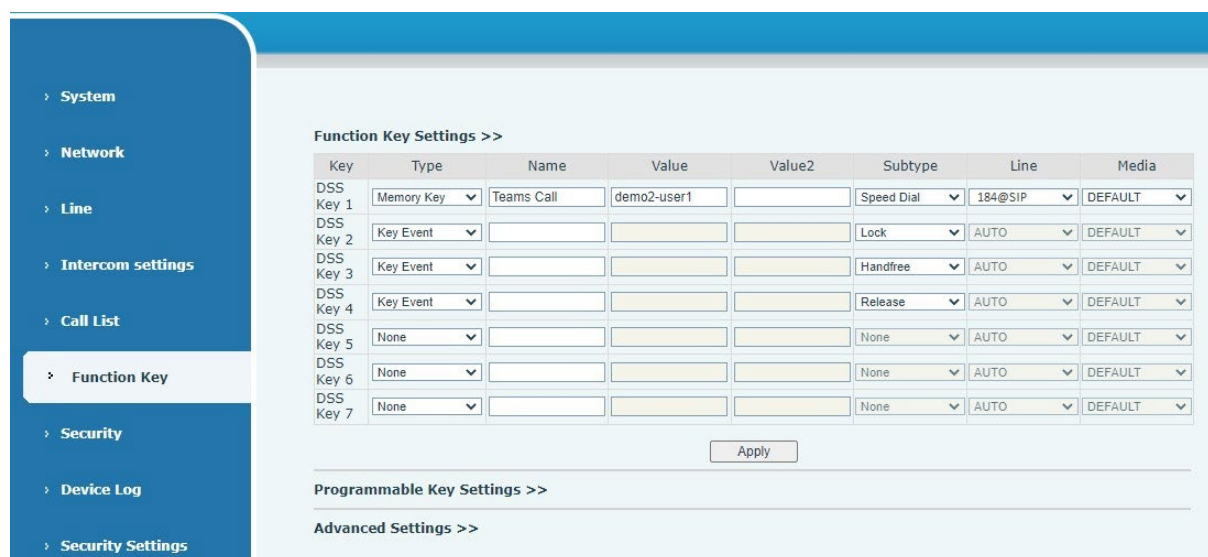 System
Network
Line
Intercom settings
Call List
Function Key
Security
Device Log
Security Settings
Function Key Settings >>
Key Type Name Value Value2 Subtype Line Media
DSS Key 1 Memory Key Teams Call demo2-user1 Speed Dial 184@SIP DEFAULT
DSS Key 2 Key Event Lock AUTO DEFAULT
DSS Key 3 Key Event Handfree AUTO DEFAULT
DSS Key 4 Key Event Release AUTO DEFAULT
DSS Key 5 None None AUTO DEFAULT
DSS Key 6 None None AUTO DEFAULT
DSS Key 7 None None AUTO DEFAULT
Apply
Programmable Key Settings >>
Advanced Settings >>